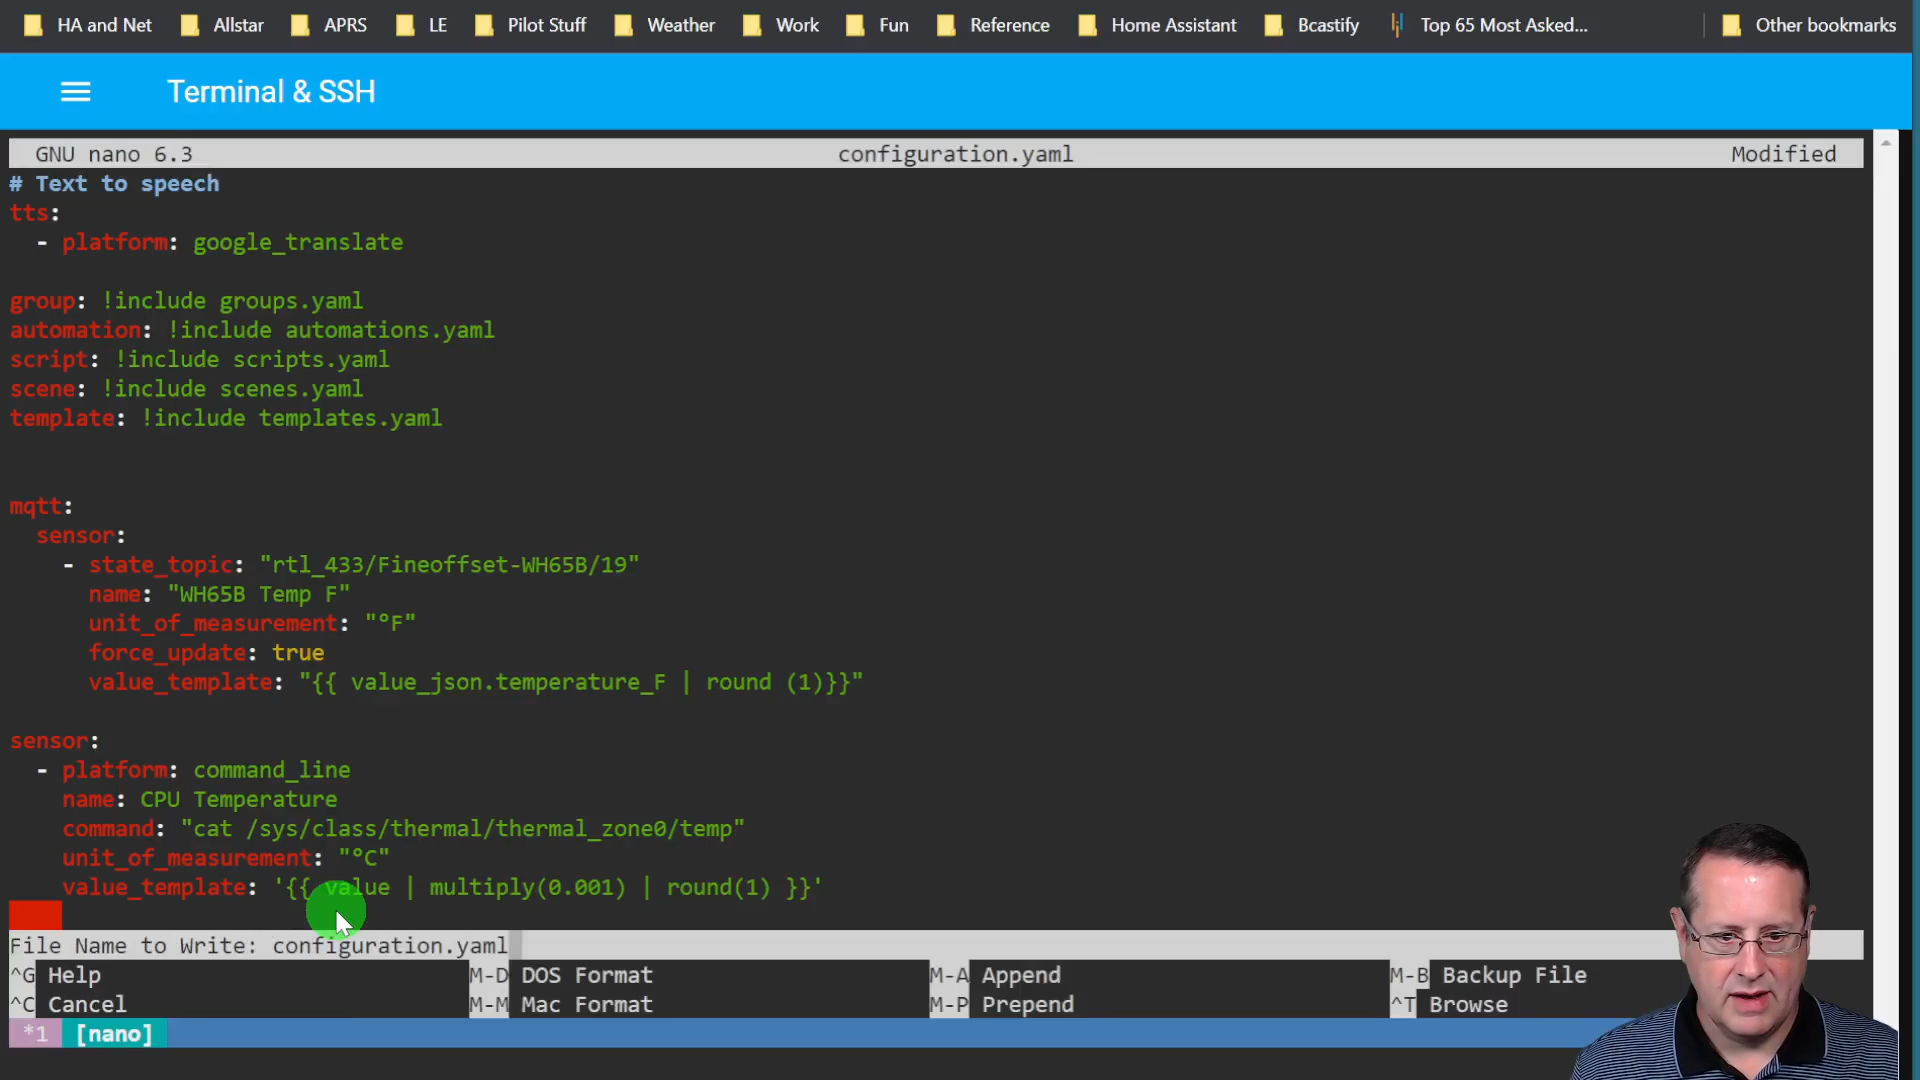 HA and Net Allstar APRS LE Pilot Stuff Weather Work Fun Reference Home Assistant Bcastify Top 65 Most Asked... Other bookmarks
Terminal & SSH
GNU nano 6.3 configuration.yaml Modified
# Text to speech
tts:
  - platform: google_translate
group: !include groups.yaml
automation: !include automations.yaml
script: !include scripts.yaml
scene: !include scenes.yaml
template: !include templates.yaml
mqtt:
  sensor:
    - state_topic: "rtl_433/Fineoffset-WH65B/19"
      name: "WH65B Temp F"
      unit_of_measurement: "°F"
      force_update: true
      value_template: "{{ value_json.temperature_F | round (1)}}"
sensor:
  - platform: command_line
    name: CPU Temperature
    command: "cat /sys/class/thermal/thermal_zone0/temp"
    unit_of_measurement: "°C"
    value_template: '{{ value | multiply(0.001) | round(1) }}'
File Name to Write: configuration.yaml
^G Help M-D DOS Format M-A Append M-B Backup File
^C Cancel M-M Mac Format M-P Prepend ^T Browse
*1 [nano]